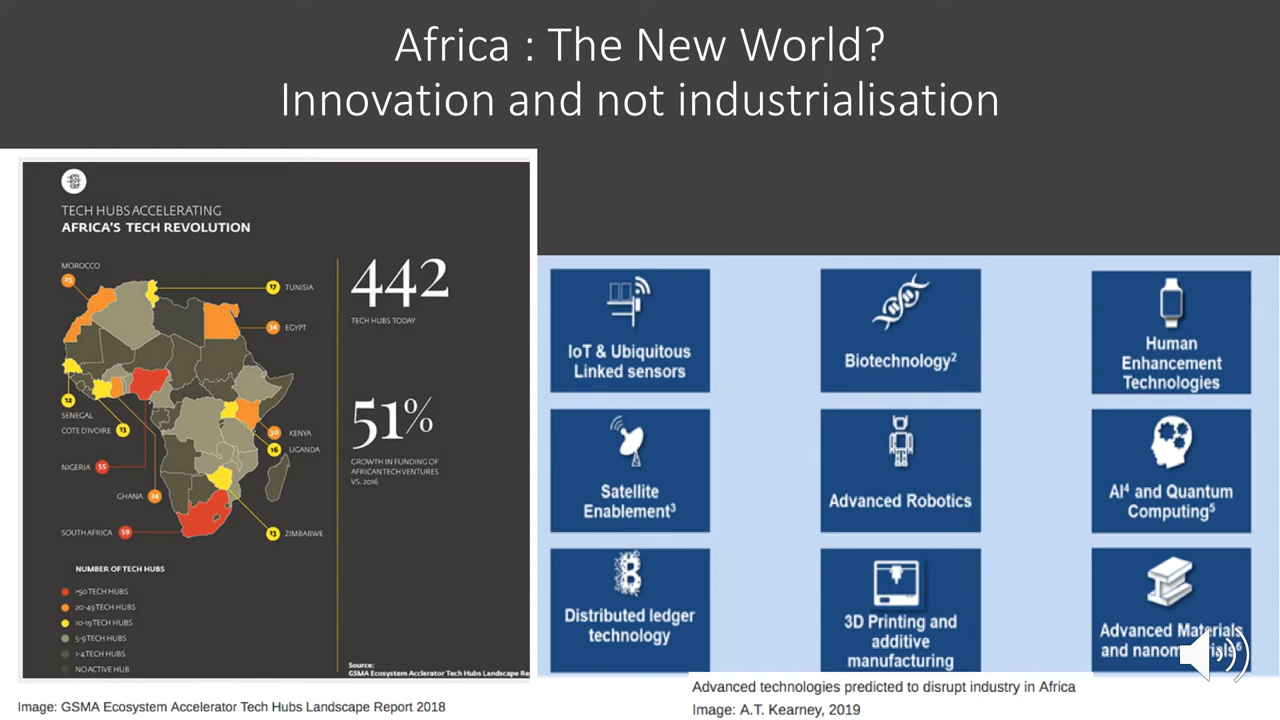 Africa : The New World?
Innovation and not industrialisation
TECH HUBS ACCELERATING
AFRICA'S TECH REVOLUTION
MOROCCO
25
17 TUNISIA
34 EGYPT
12
SENEGAL
COTE D'IVOIRE 13
30 KENYA
16 UGANDA
NIGERIA 55
GHANA 24
SOUTH AFRICA 59
13 ZIMBABWE
442
TECH HUBS TODAY
51%
GROWTH IN FUNDING OF
AFRICAN TECH VENTURES
VS. 2016
NUMBER OF TECH HUBS
>50 TECH HUBS
20-49 TECH HUBS
10-19 TECH HUBS
5-9 TECH HUBS
1-4 TECH HUBS
NO ACTIVE HUB
Source:
GSMA Ecosystem Acclerator Tech Hubs Landscape Re
Image: GSMA Ecosystem Accelerator Tech Hubs Landscape Report 2018
IoT & Ubiquitous
Linked sensors
Biotechnology²
Human
Enhancement
Technologies
Satellite
Enablement³
Advanced Robotics
AI⁴ and Quantum
Computing⁵
Distributed ledger
technology
3D Printing and
additive
manufacturing
Advanced Materials
and nanomaterials⁶
Advanced technologies predicted to disrupt industry in Africa
Image: A.T. Kearney, 2019